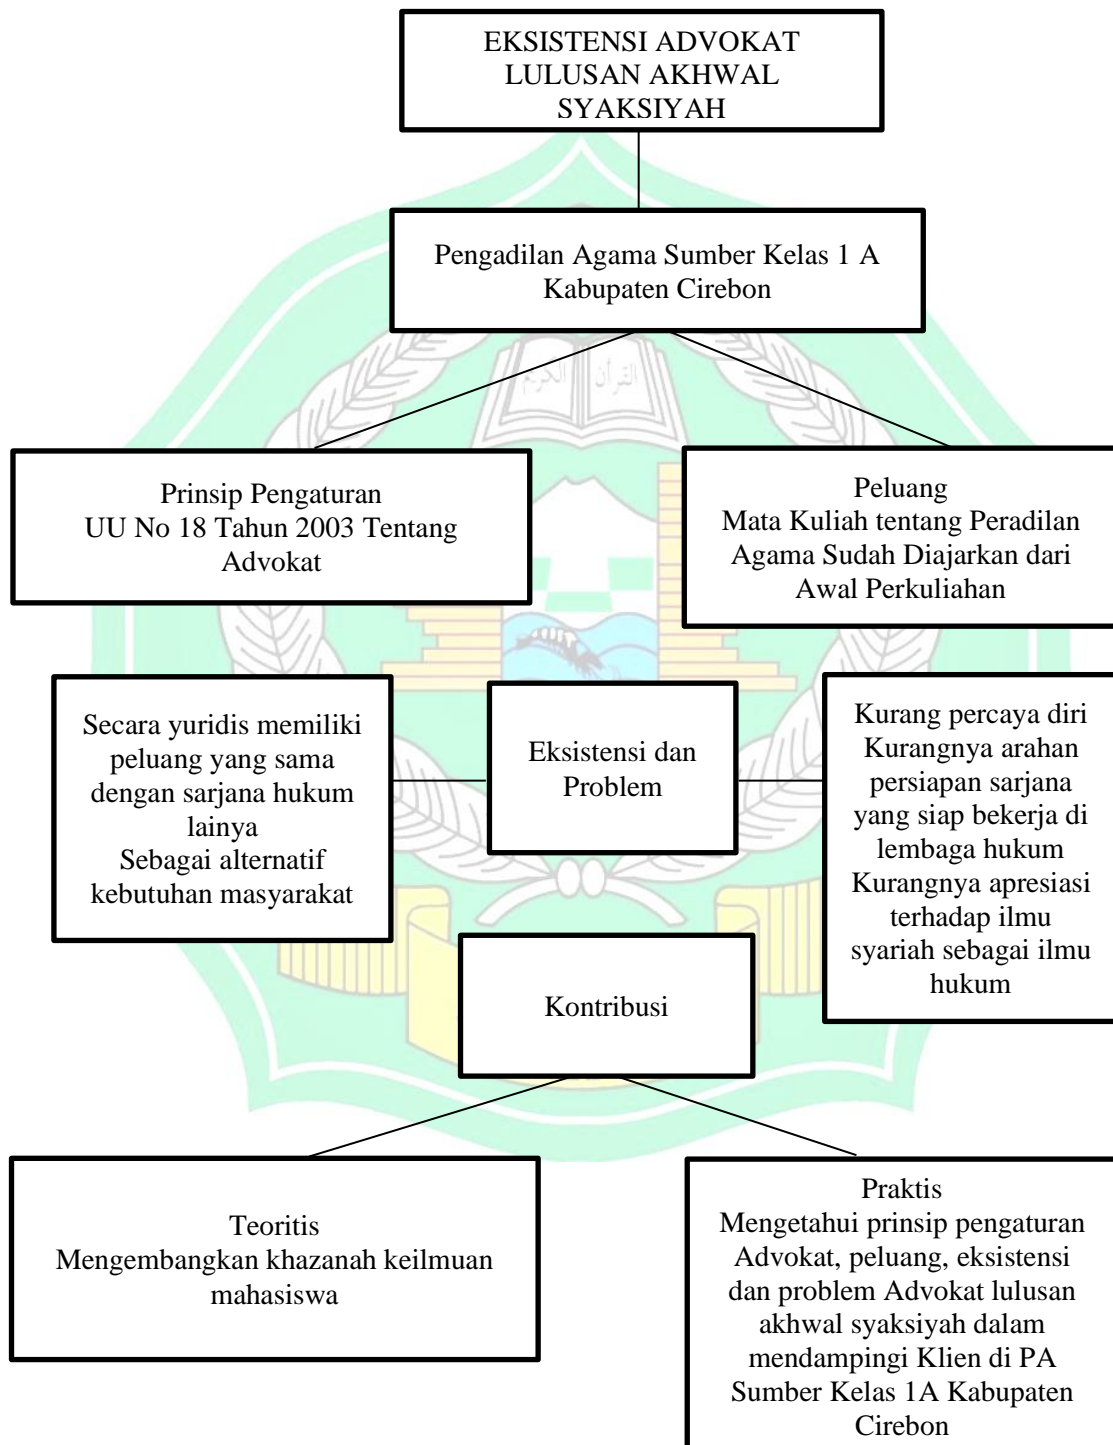 EKSISTENSI ADVOKAT
LULUSAN AKHWAL
SYAKSIYAH
Pengadilan Agama Sumber Kelas 1 A
Kabupaten Cirebon
القرآن
الكريم
Prinsip Pengaturan
UU No 18 Tahun 2003 Tentang
Advokat
Peluang
Mata Kuliah tentang Peradilan
Agama Sudah Diajarkan dari
Awal Perkuliahan
Secara yuridis memiliki
peluang yang sama
dengan sarjana hukum
lainya
Sebagai alternatif
kebutuhan masyarakat
Eksistensi dan
Problem
Kurang percaya diri
Kurangnya arahan
persiapan sarjana
yang siap bekerja di
lembaga hukum
Kurangnya apresiasi
terhadap ilmu
syariah sebagai ilmu
hukum
Kontribusi
Teoritis
Mengembangkan khazanah keilmuan
mahasiswa
Praktis
Mengetahui prinsip pengaturan
Advokat, peluang, eksistensi
dan problem Advokat lulusan
akhwal syaksiyah dalam
mendampingi Klien di PA
Sumber Kelas 1A Kabupaten
Cirebon